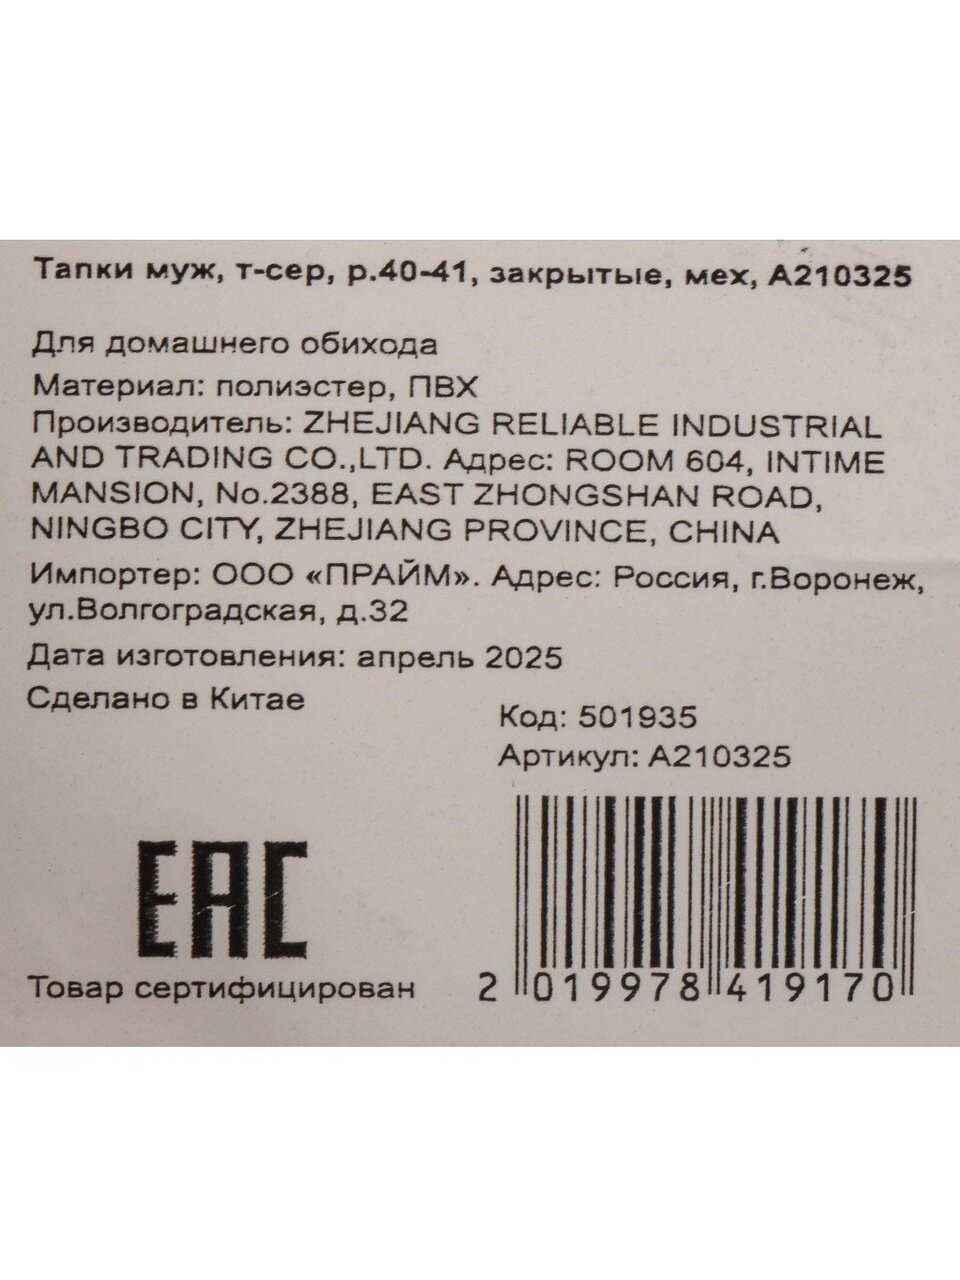 Тапки муж, т-сер, р.40-41, закрытые, мех, А210325
Для домашнего обихода
Материал: полиэстер, ПВХ
Производитель: ZHEJIANG RELIABLE INDUSTRIAL
AND TRADING CO.,LTD. Адрес: ROOM 604, INTIME
MANSION, No.2388, EAST ZHONGSHAN ROAD,
NINGBO CITY, ZHEJIANG PROVINCE, CHINA
Импортер: ООО «ПРАЙМ». Адрес: Россия, г.Воронеж,
ул.Волгоградская, д.32
Дата изготовления: апрель 2025
Сделано в Китае
Код: 501935
Артикул: А210325
EAC
Товар сертифицирован
2 019978 419170